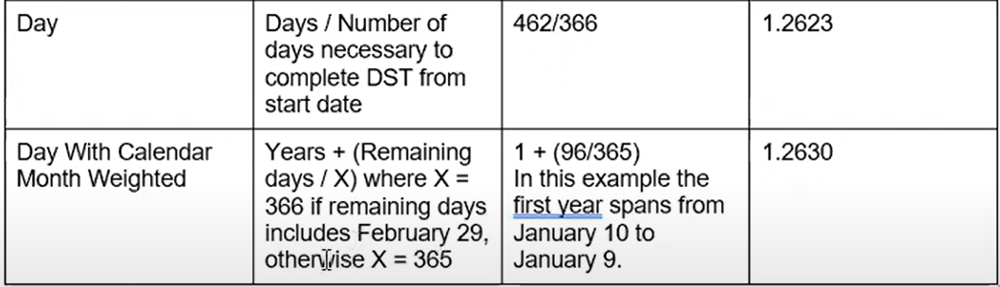 Day
Days / Number of
days necessary to
complete DST from
start date
462/366
1.2623
Day With Calendar
Month Weighted
Years + (Remaining
days / X) where X =
366 if remaining days
includes February 29,
otherwise X = 365
1 + (96/365)
In this example the
first year spans from
January 10 to
January 9.
1.2630